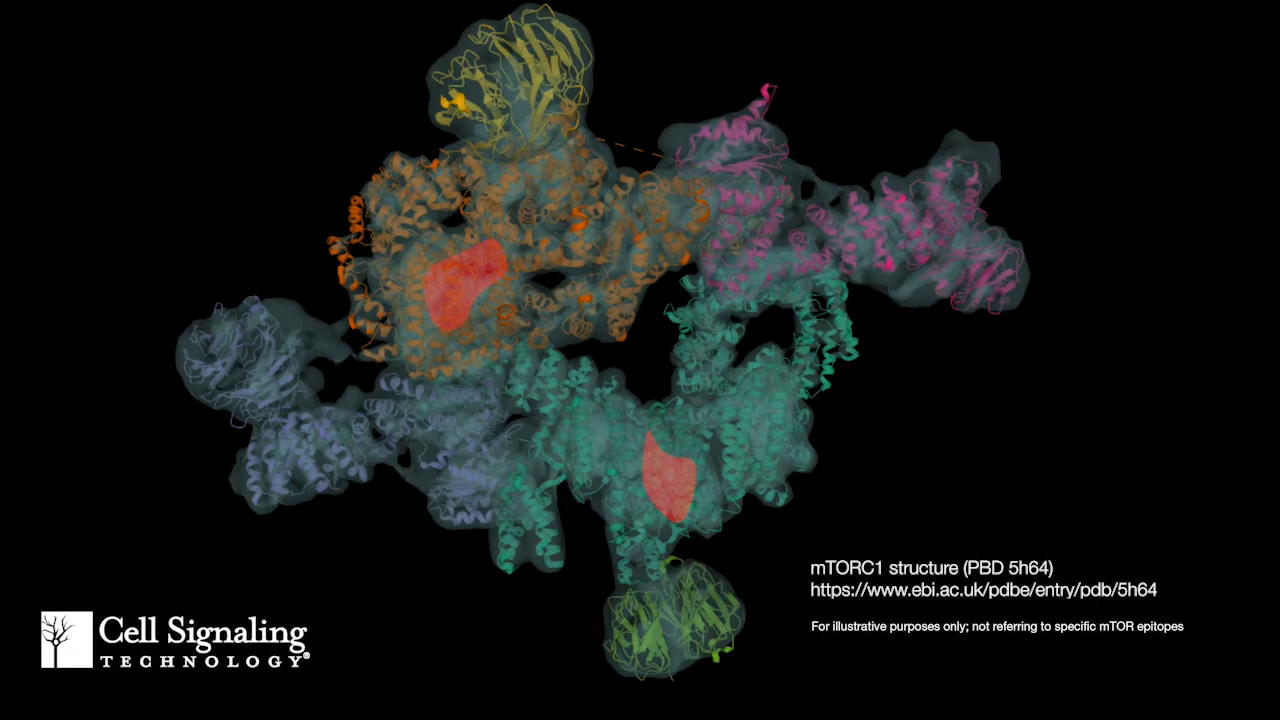 mTORC1 structure (PBD 5h64)
https://www.ebi.ac.uk/pdbe/entry/pdb/5h64
For illustrative purposes only; not referring to specific mTOR epitopes
Cell Signaling
TECHNOLOGY®